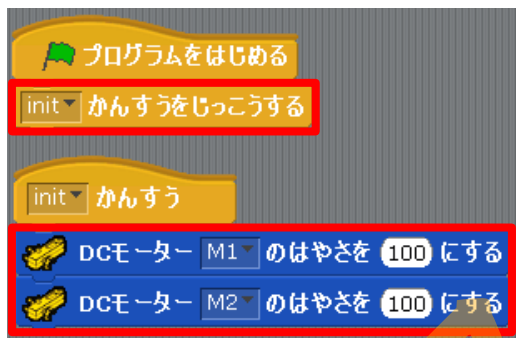 プログラムをはじめる
init かんすうをじっこうする
init かんすう
DCモーター M1 のはやさを 100 にする
DCモーター M2 のはやさを 100 にする